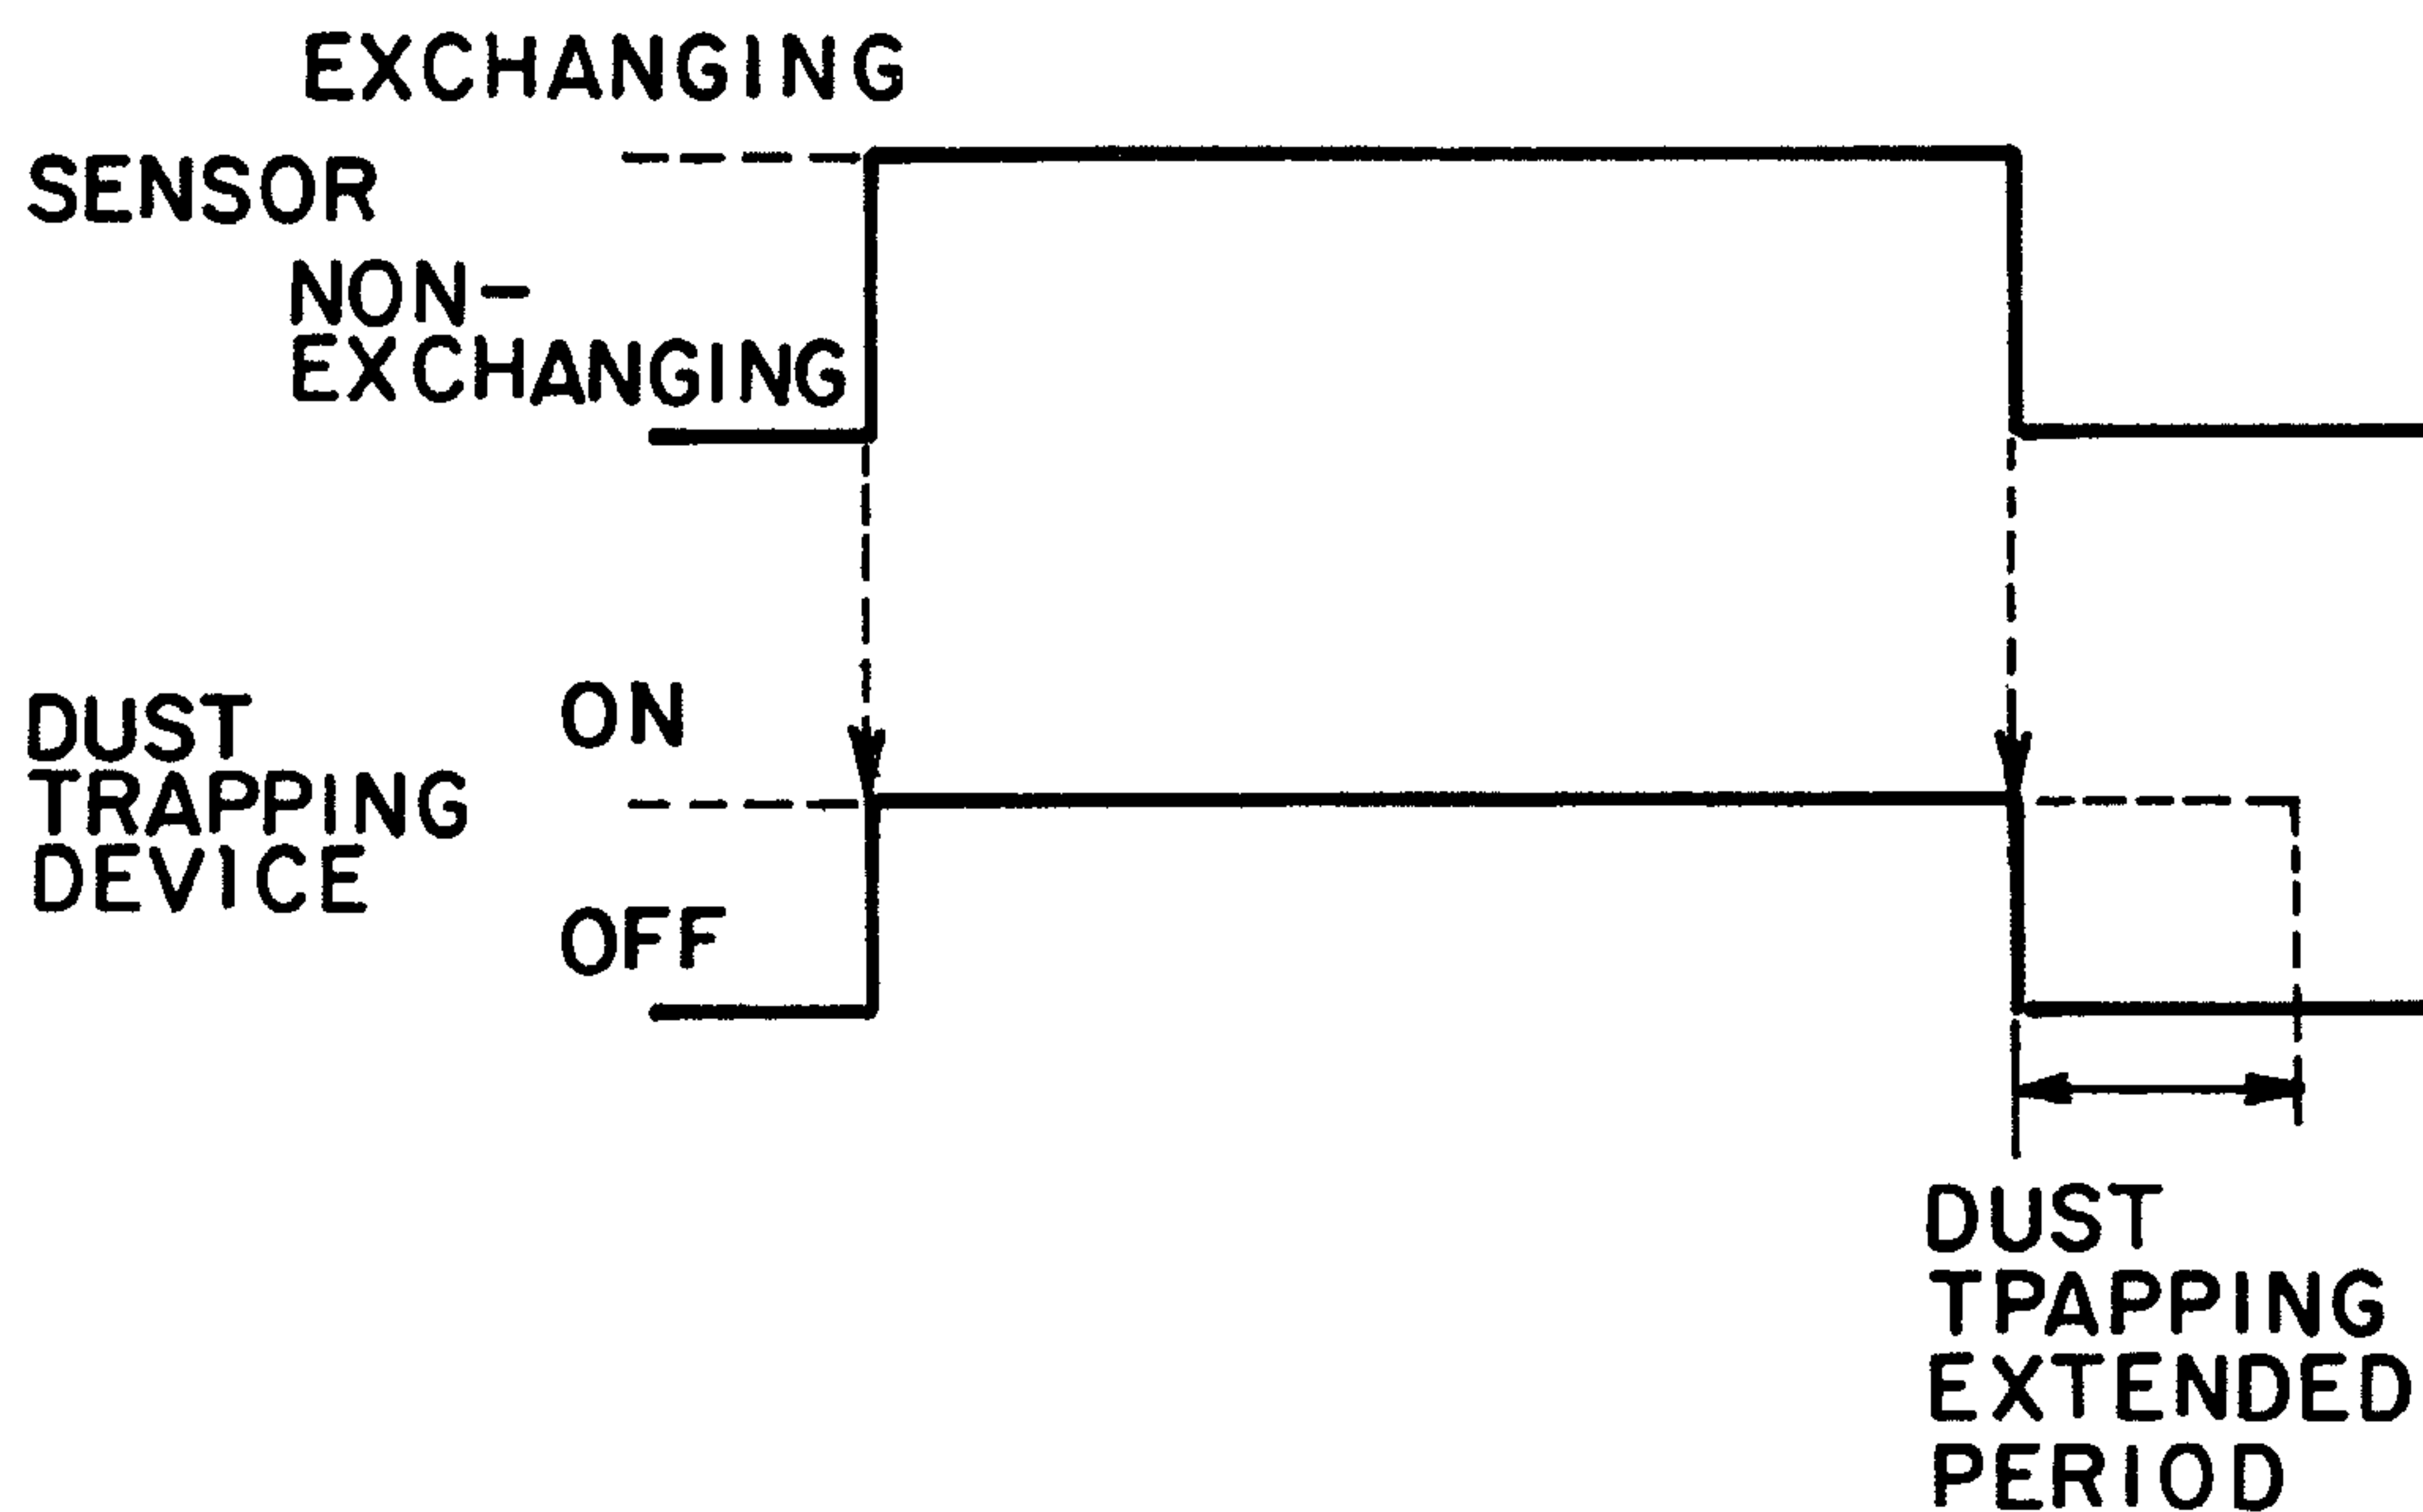 EXCHANGING
SENSOR
NON-
EXCHANGING
DUST
TRAPPING
DEVICE
ON
OFF
DUST
TPAPPING
EXTENDED
PERIOD